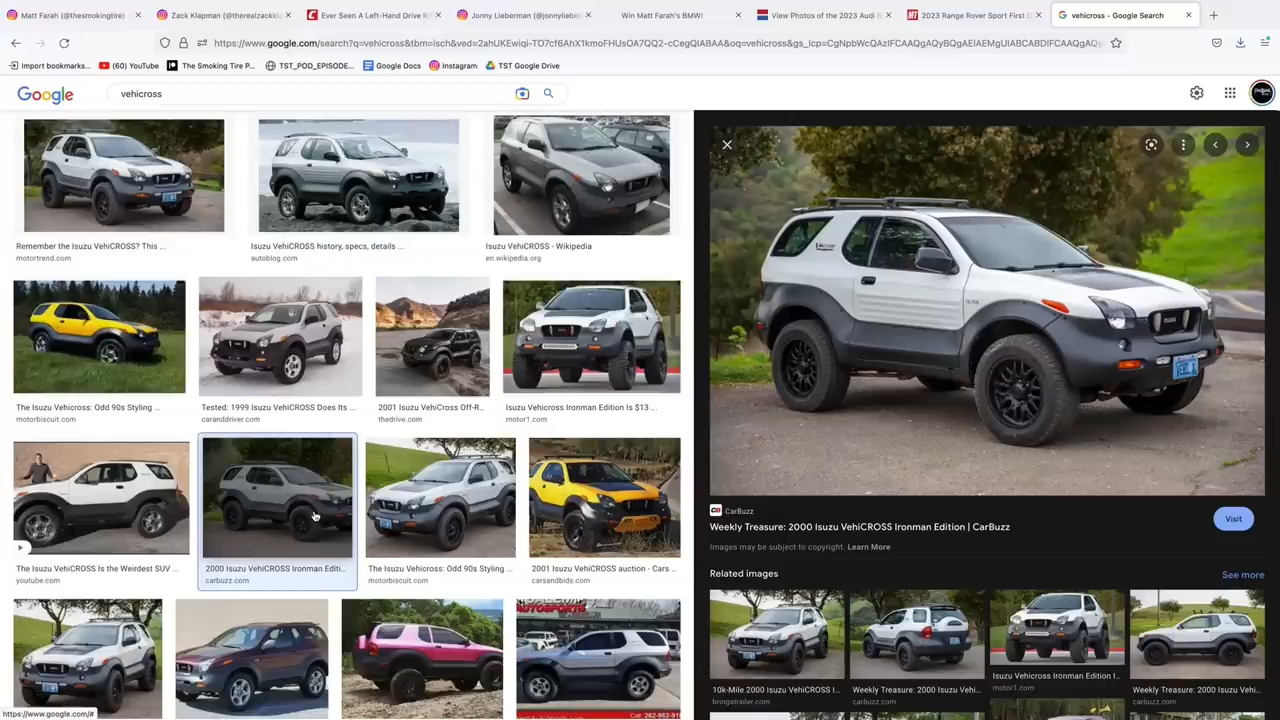 Matt Farah (@thesmokingtire)
Zack Klapman (@therealzackkl
Ever Seen A Left-Hand Drive R3
Jonny Lieberman (@jonnylieber
Win Matt Farah's BMW!
View Photos of the 2023 Audi R
2023 Range Rover Sport First D
vehicross - Google Search
https://www.google.com/search?q=vehicross&tbm=isch&ved=2ahUKEwiqi-TO7cf6AhX1kmoFHUsOA7QQ2-cCegQIABAA&oq=vehicross&gs_lcp=CgNpbWcQAzIFCAAQgAQyBQgAEIAEMgUIABCABDIFCAAQgAQ
Import bookmarks...
(60) YouTube
The Smoking Tire P...
TST_POD_EPISODE...
Google Docs
Instagram
TST Google Drive
Google
vehicross
Remember the Isuzu VehiCROSS? This ...
motortrend.com
Isuzu VehiCROSS history, specs, details ...
autoblog.com
Isuzu VehiCROSS - Wikipedia
en.wikipedia.org
The Isuzu Vehicross: Odd 90s Styling ...
motorbiscuit.com
Tested: 1999 Isuzu VehiCROSS Does Its ...
caranddriver.com
2001 Isuzu VehiCross Off-R...
thedrive.com
Isuzu Vehicross Ironman Edition Is $13 ...
motor1.com
The Isuzu VehiCROSS Is the Weirdest SUV ...
youtube.com
2000 Isuzu VehiCROSS Ironman Editi...
carbuzz.com
The Isuzu Vehicross: Odd 90s Styling ...
motorbiscuit.com
2001 Isuzu VehiCROSS auction - Cars ...
carsandbids.com
AUTOSPORTS
https://www.google.com/#
CB CarBuzz
Weekly Treasure: 2000 Isuzu VehiCROSS Ironman Edition | CarBuzz
Visit
Images may be subject to copyright. Learn More
Related images
See more
10k-Mile 2000 Isuzu VehiCROSS I...
bringatrailer.com
Weekly Treasure: 2000 Isuzu Vehi...
carbuzz.com
Isuzu Vehicross Ironman Edition I...
motor1.com
Weekly Treasure: 2000 Isuzu Vehi...
carbuzz.com